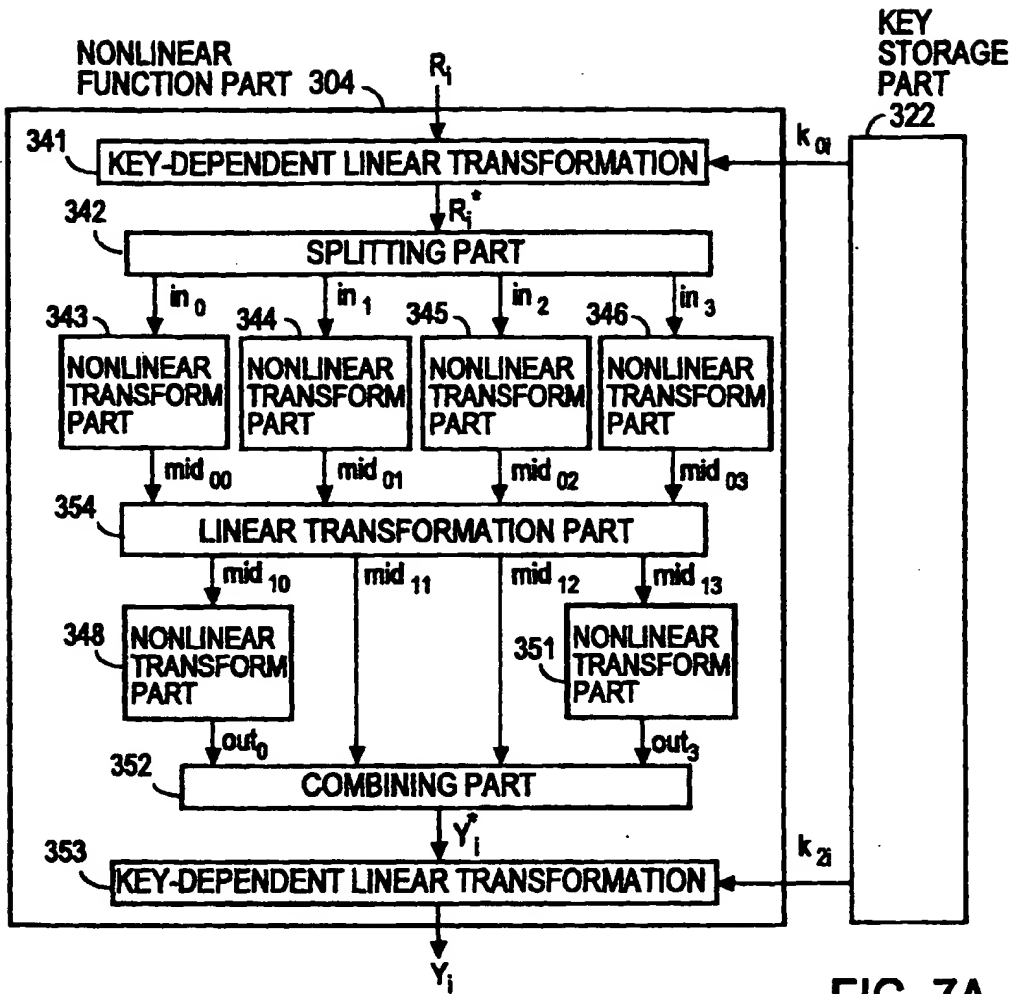 NONLINEAR
FUNCTION PART 304
R_i
KEY
STORAGE
PART
322
341
KEY-DEPENDENT LINEAR TRANSFORMATION
k_0i
R_i*
342
SPLITTING PART
in_0
in_1
in_2
in_3
343
344
345
346
NONLINEAR
TRANSFORM
PART
NONLINEAR
TRANSFORM
PART
NONLINEAR
TRANSFORM
PART
NONLINEAR
TRANSFORM
PART
mid_00
mid_01
mid_02
mid_03
354
LINEAR TRANSFORMATION PART
mid_10
mid_11
mid_12
mid_13
348
NONLINEAR
TRANSFORM
PART
351
NONLINEAR
TRANSFORM
PART
out_0
out_3
352
COMBINING PART
Y_i*
353
KEY-DEPENDENT LINEAR TRANSFORMATION
k_2i
Y_i
FIG. 7A